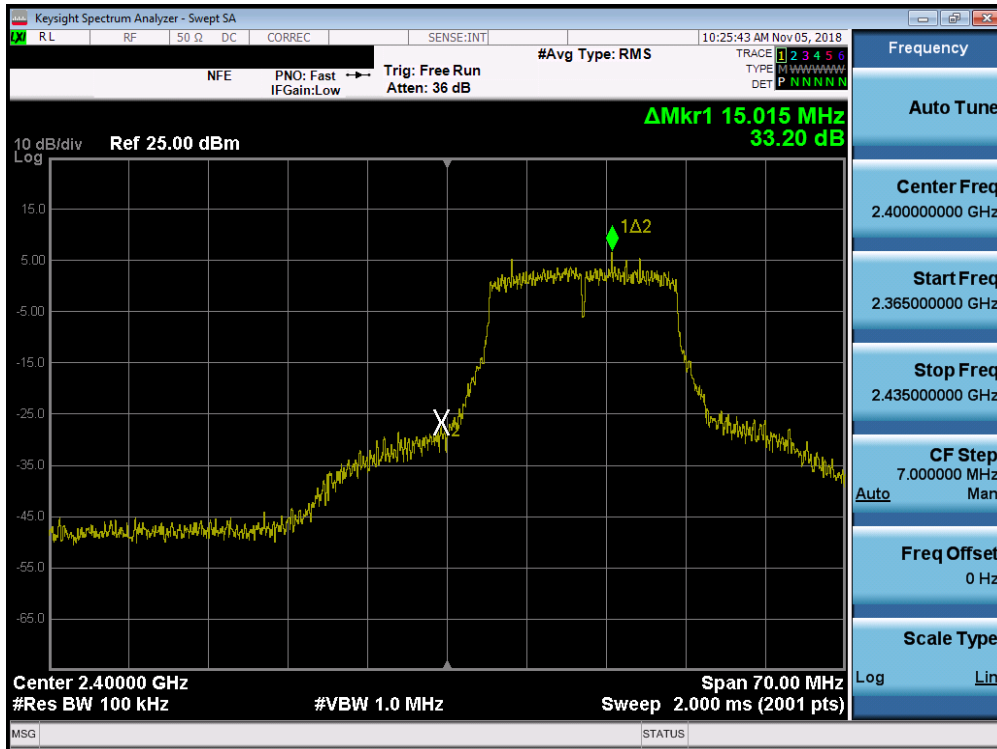 Keysight Spectrum Analyzer - Swept SA
LXI RL RF 50 Ω DC CORREC SENSE:INT 10:25:43 AM Nov 05, 2018
NFE PNO: Fast Trig: Free Run #Avg Type: RMS TRACE 1 2 3 4 5 6
IFGain:Low Atten: 36 dB TYPE M W W W W W
DET P N N N N N
ΔMkr1 15.015 MHz
33.20 dB
10 dB/div Ref 25.00 dBm
Log
15.0
5.00
-5.00
-15.0
-25.0
-35.0
-45.0
-55.0
-65.0
1Δ2
X2
Center 2.40000 GHz Span 70.00 MHz
#Res BW 100 kHz #VBW 1.0 MHz Sweep 2.000 ms (2001 pts)
MSG STATUS
Frequency
Auto Tune
Center Freq
2.400000000 GHz
Start Freq
2.365000000 GHz
Stop Freq
2.435000000 GHz
CF Step
7.000000 MHz
Auto Man
Freq Offset
0 Hz
Scale Type
Log Lin